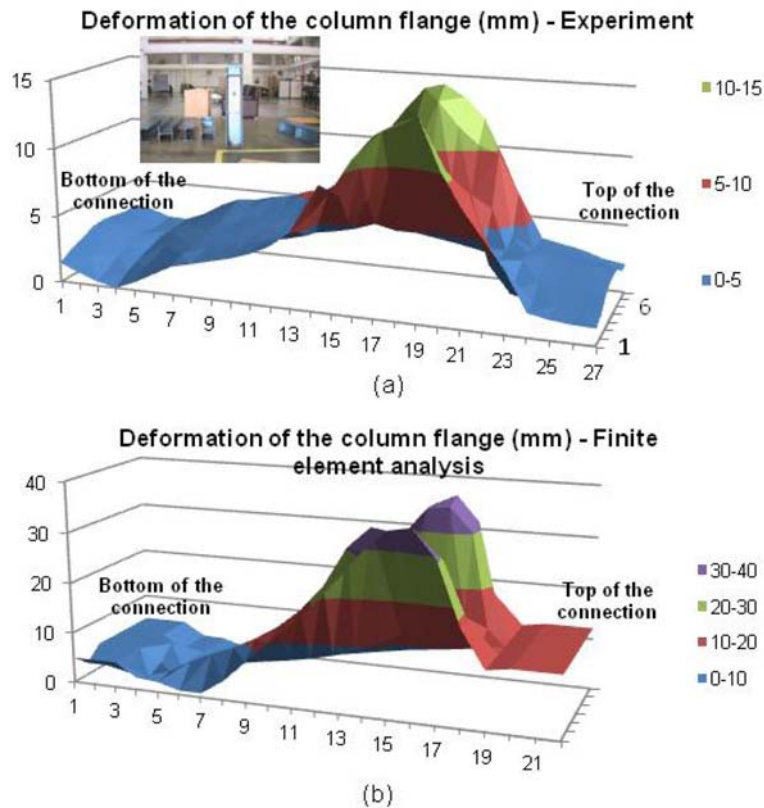 Deformation of the column flange (mm) - Experiment
15
10
5
0
Bottom of the
connection
Top of the
connection
10-15
5-10
0-5
6
1
1 3 5 7 9 11 13 15 17 19 21 23 25 27
(a)
Deformation of the column flange (mm) - Finite
element analysis
40
30
20
10
0
Bottom of the
connection
Top of the
connection
30-40
20-30
10-20
0-10
1 3 5 7 9 11 13 15 17 19 21
(b)